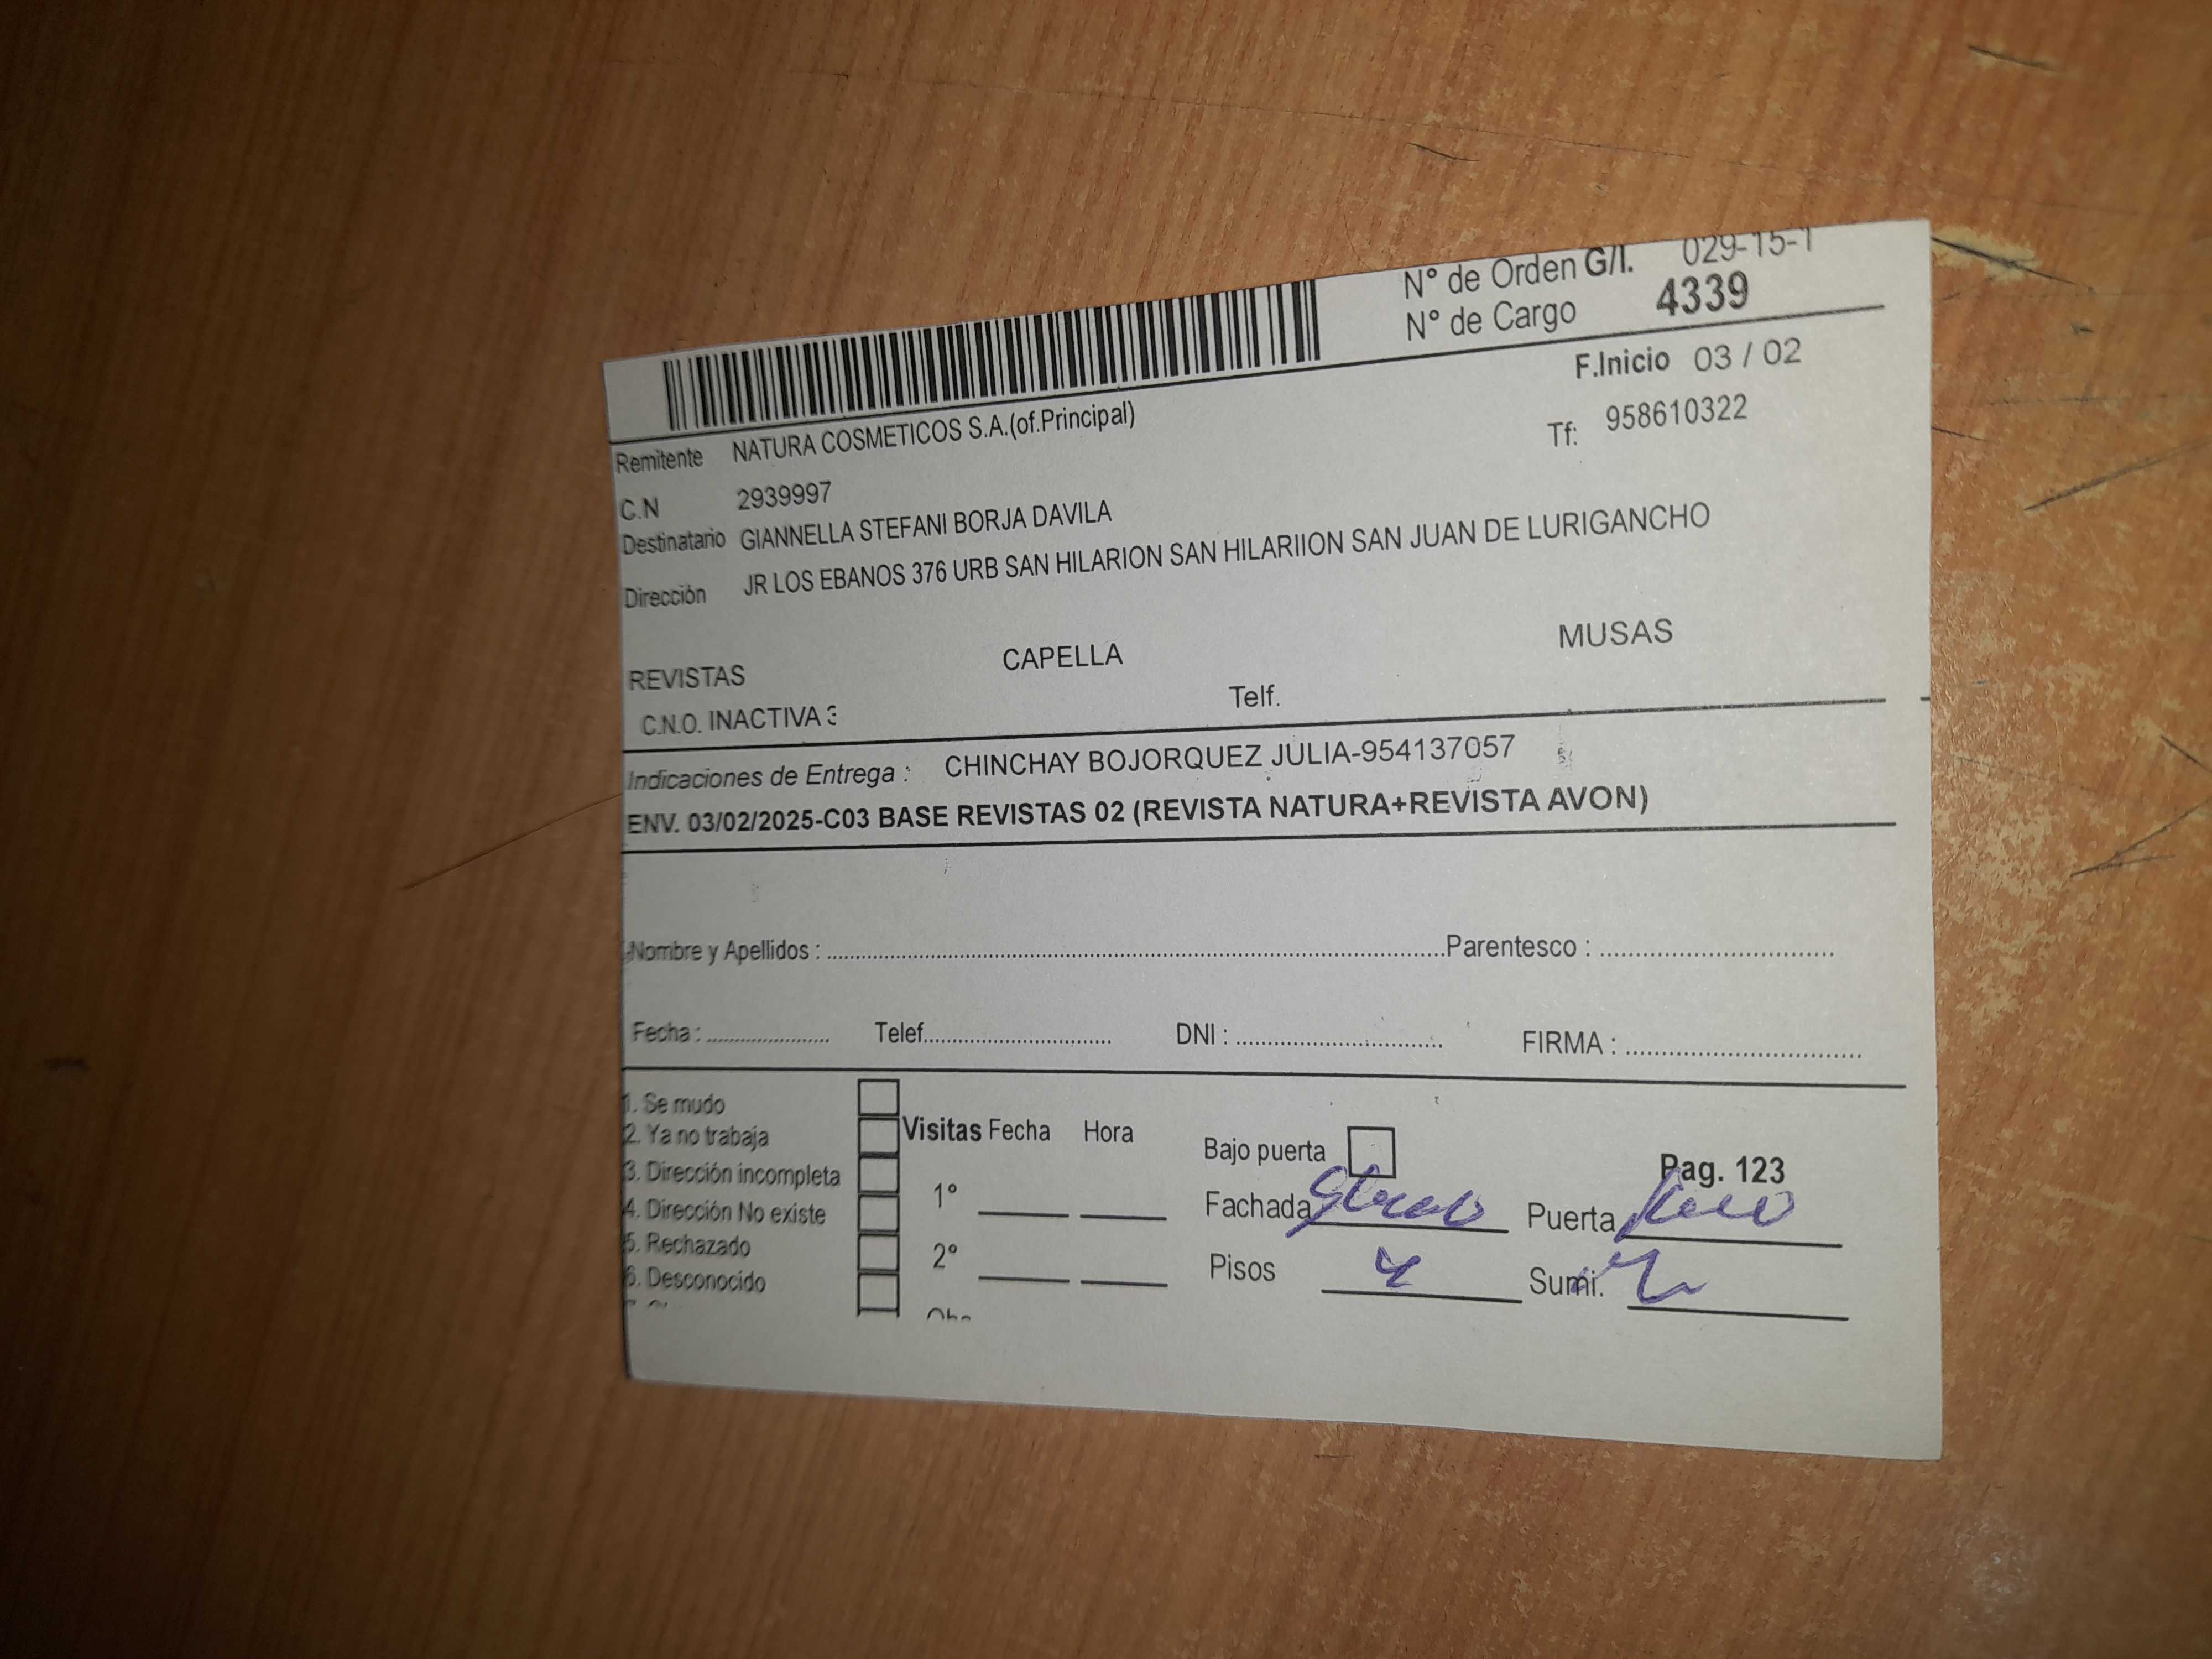 N° de Orden G/I. 029-15-1
N° de Cargo 4339
F.Inicio 03 / 02
Remitente NATURA COSMETICOS S.A.(of.Principal)
Tf: 958610322
C.N 2939997
Destinatario GIANNELLA STEFANI BORJA DAVILA
Dirección JR LOS EBANOS 376 URB SAN HILARION SAN HILARIION SAN JUAN DE LURIGANCHO
REVISTAS CAPELLA MUSAS
C.N.O. INACTIVA 3 Telf.
Indicaciones de Entrega : CHINCHAY BOJORQUEZ JULIA-954137057
ENV. 03/02/2025-C03 BASE REVISTAS 02 (REVISTA NATURA+REVISTA AVON)
Nombre y Apellidos : Parentesco :
Fecha : Telef. DNI : FIRMA :
1. Se mudo
2. Ya no trabaja
3. Dirección incompleta
4. Dirección No existe
5. Rechazado
6. Desconocido
Visitas Fecha Hora
1°
2°
Bajo puerta
Pag. 123
Fachada Puerta
Pisos 4 Sumi.